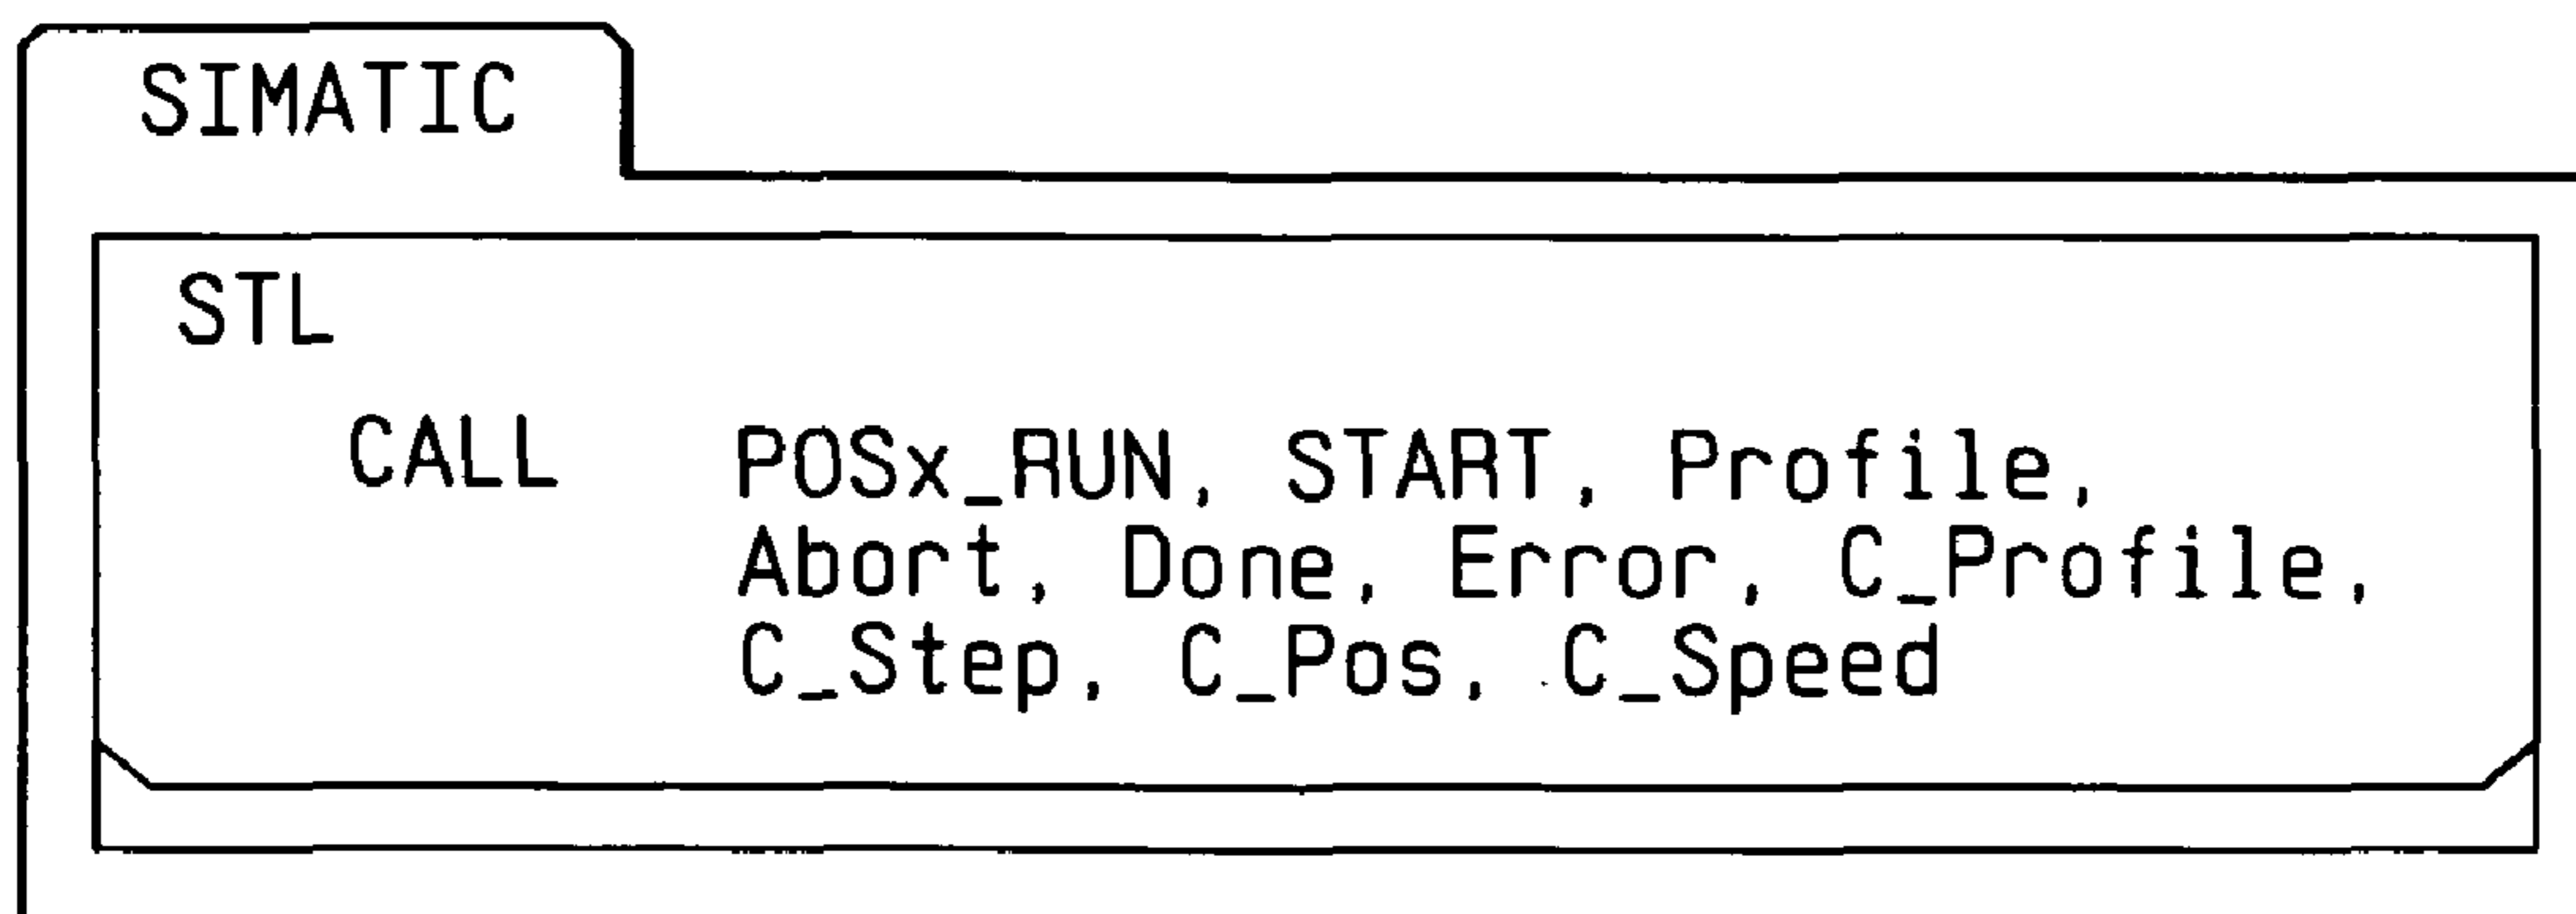 SIMATIC
STL
CALL POSx_RUN, START, Profile,
Abort, Done, Error, C_Profile,
C_Step, C_Pos, C_Speed